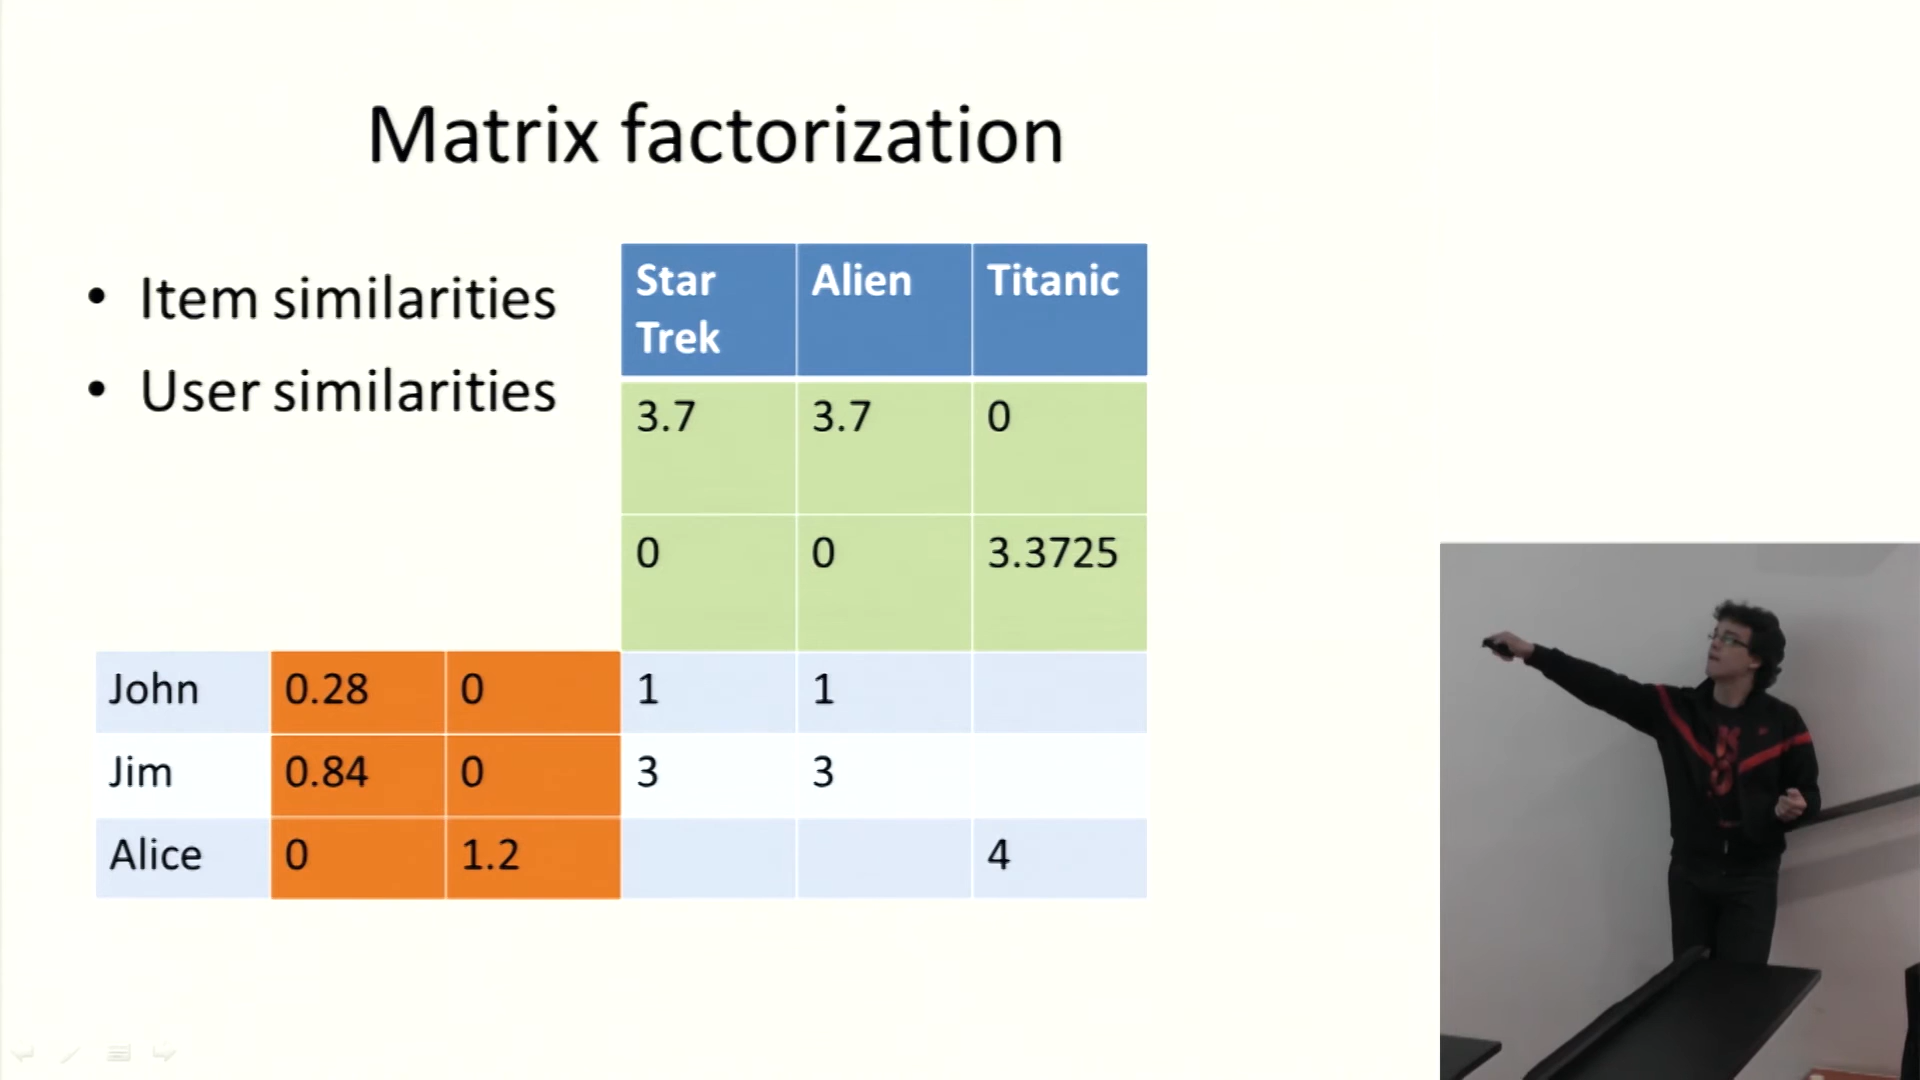 Matrix factorization
• Item similarities
• User similarities
Star Trek Alien Titanic
3.7 3.7 0
0 0 3.3725
John 0.28 0 1 1
Jim 0.84 0 3 3
Alice 0 1.2 4